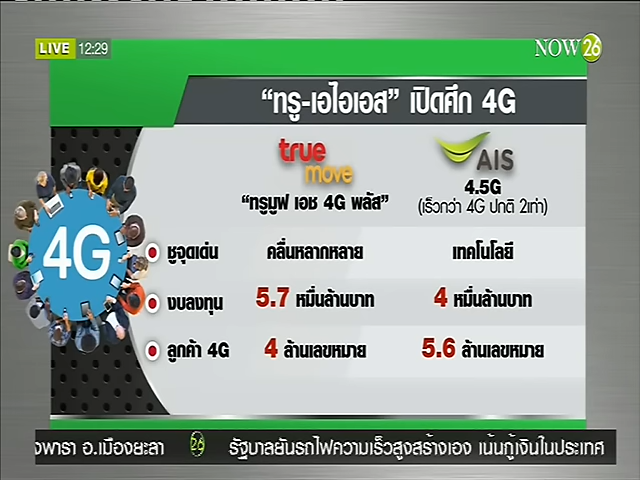 LIVE 12:29
NOW26
“ทรู-เอไอเอส” เปิดศึก 4G
true move
AIS
“ทรูมูฟ เอช 4G พลัส”
4.5G
(เร็วกว่า 4G ปกติ 2เท่า)
4G
ชูจุดเด่น คลื่นหลากหลาย เทคโนโลยี
งบลงทุน 5.7 หมื่นล้านบาท 4 หมื่นล้านบาท
ลูกค้า 4G 4 ล้านเลขหมาย 5.6 ล้านเลขหมาย
งพารา อ.เมืองยะลา 26 รัฐบาลยันรถไฟความเร็วสูงสร้างเอง เน้นกู้เงินในประเทศ